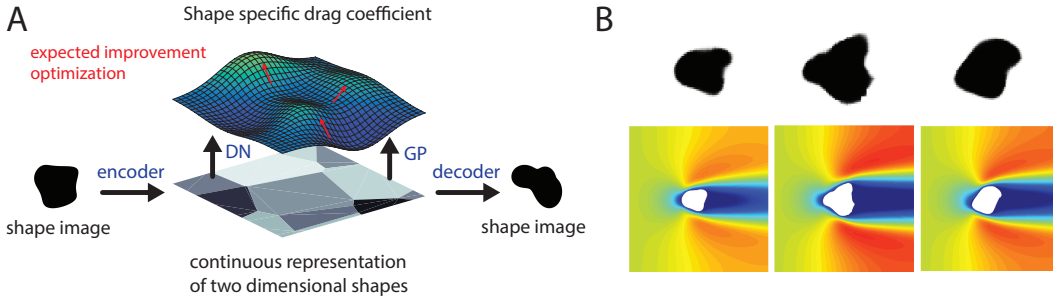 A
Shape specific drag coefficient
expected improvement
optimization
DN
GP
encoder
decoder
shape image
shape image
continuous representation
of two dimensional shapes
B